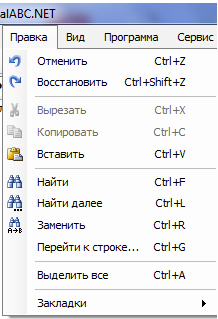 alABC.NET
Правка Вид Программа Сервис
Отменить Ctrl+Z
Восстановить Ctrl+Shift+Z
Вырезать Ctrl+X
Копировать Ctrl+C
Вставить Ctrl+V
Найти Ctrl+F
Найти далее Ctrl+L
Заменить Ctrl+R
Перейти к строке... Ctrl+G
Выделить все Ctrl+A
Закладки